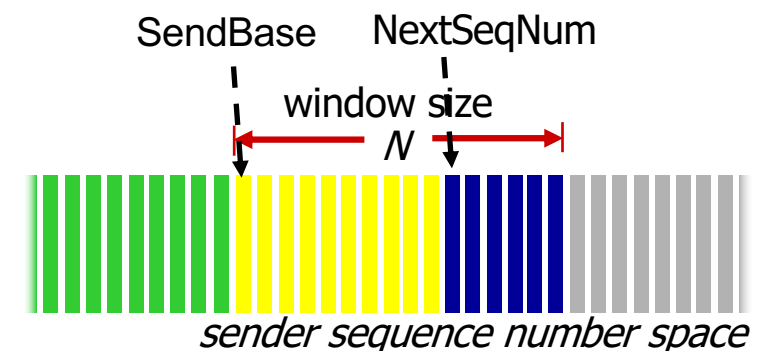 SendBase
NextSeqNum
window size
N
sender sequence number space